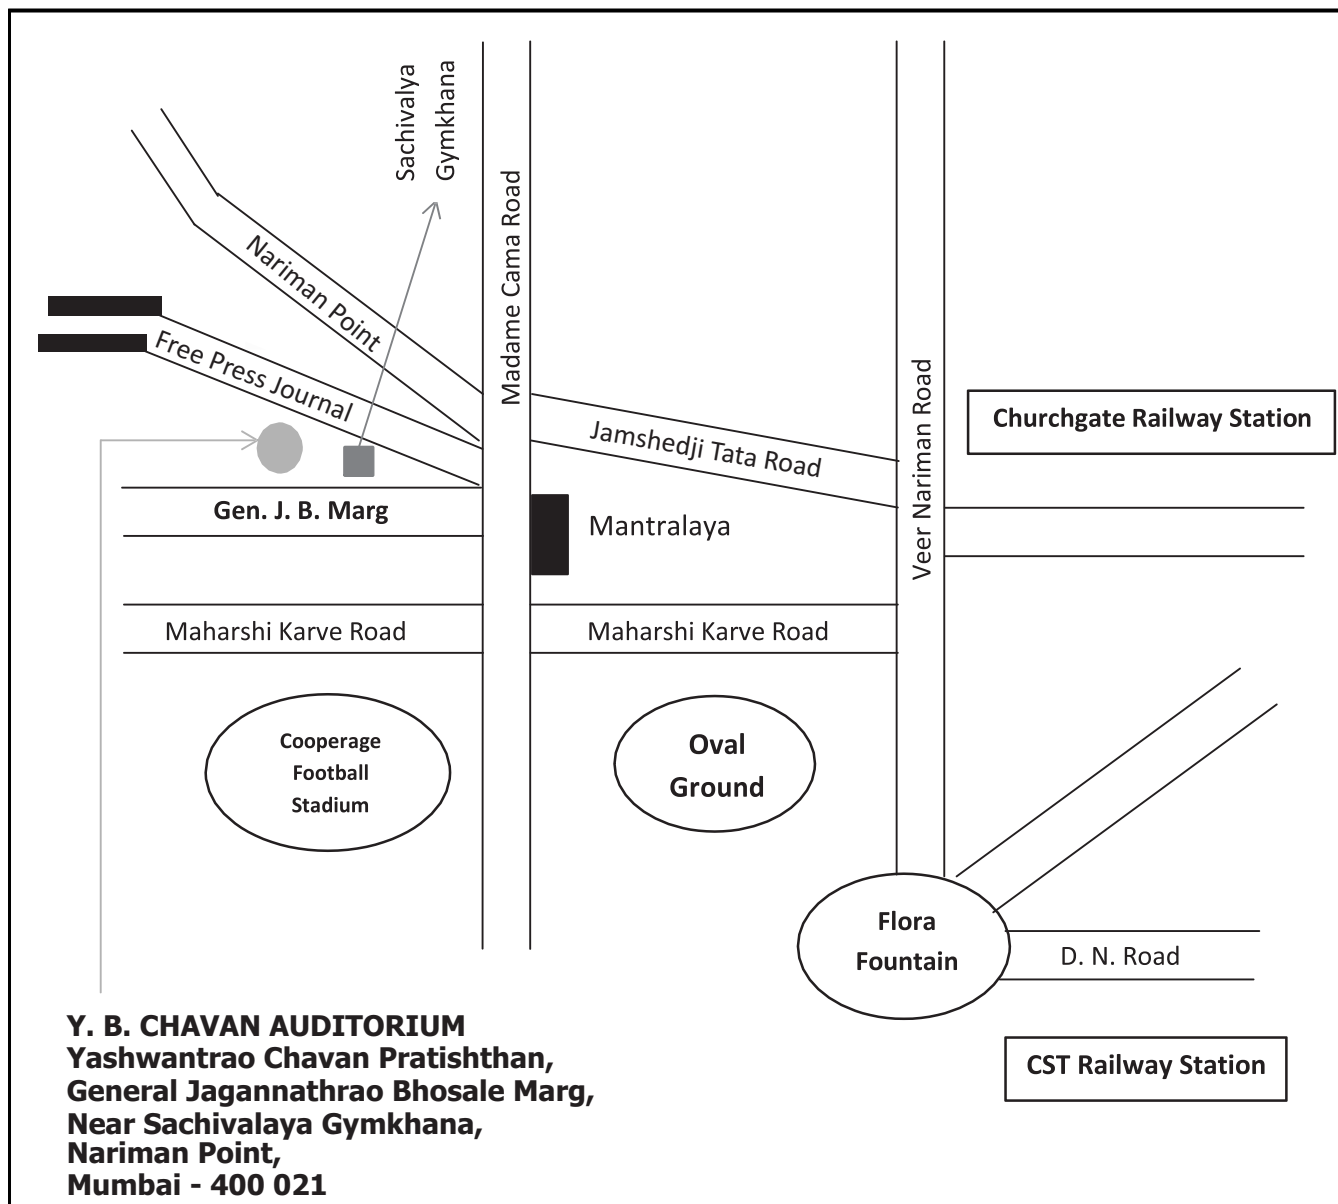 Sachivalya
Gymkhana
Madame Cama Road
Nariman Point
Free Press Journal
Jamshedji Tata Road
Veer Nariman Road
Churchgate Railway Station
Gen. J. B. Marg
Mantralaya
Maharshi Karve Road
Maharshi Karve Road
Cooperage
Football
Stadium
Oval
Ground
Flora
Fountain
D. N. Road
CST Railway Station
Y. B. CHAVAN AUDITORIUM
Yashwantrao Chavan Pratishthan,
General Jagannathrao Bhosale Marg,
Near Sachivalaya Gymkhana,
Nariman Point,
Mumbai - 400 021